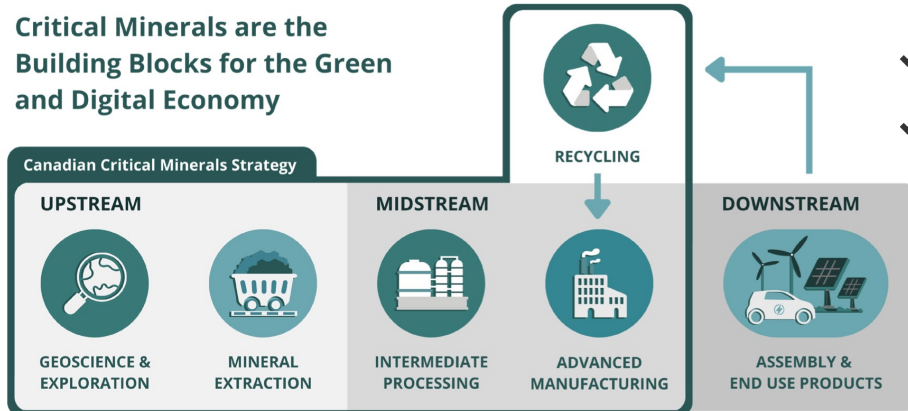 Critical Minerals are the
Building Blocks for the Green
and Digital Economy
RECYCLING
Canadian Critical Minerals Strategy
UPSTREAM
MIDSTREAM
DOWNSTREAM
GEOSCIENCE &
EXPLORATION
MINERAL
EXTRACTION
INTERMEDIATE
PROCESSING
ADVANCED
MANUFACTURING
ASSEMBLY &
END USE PRODUCTS